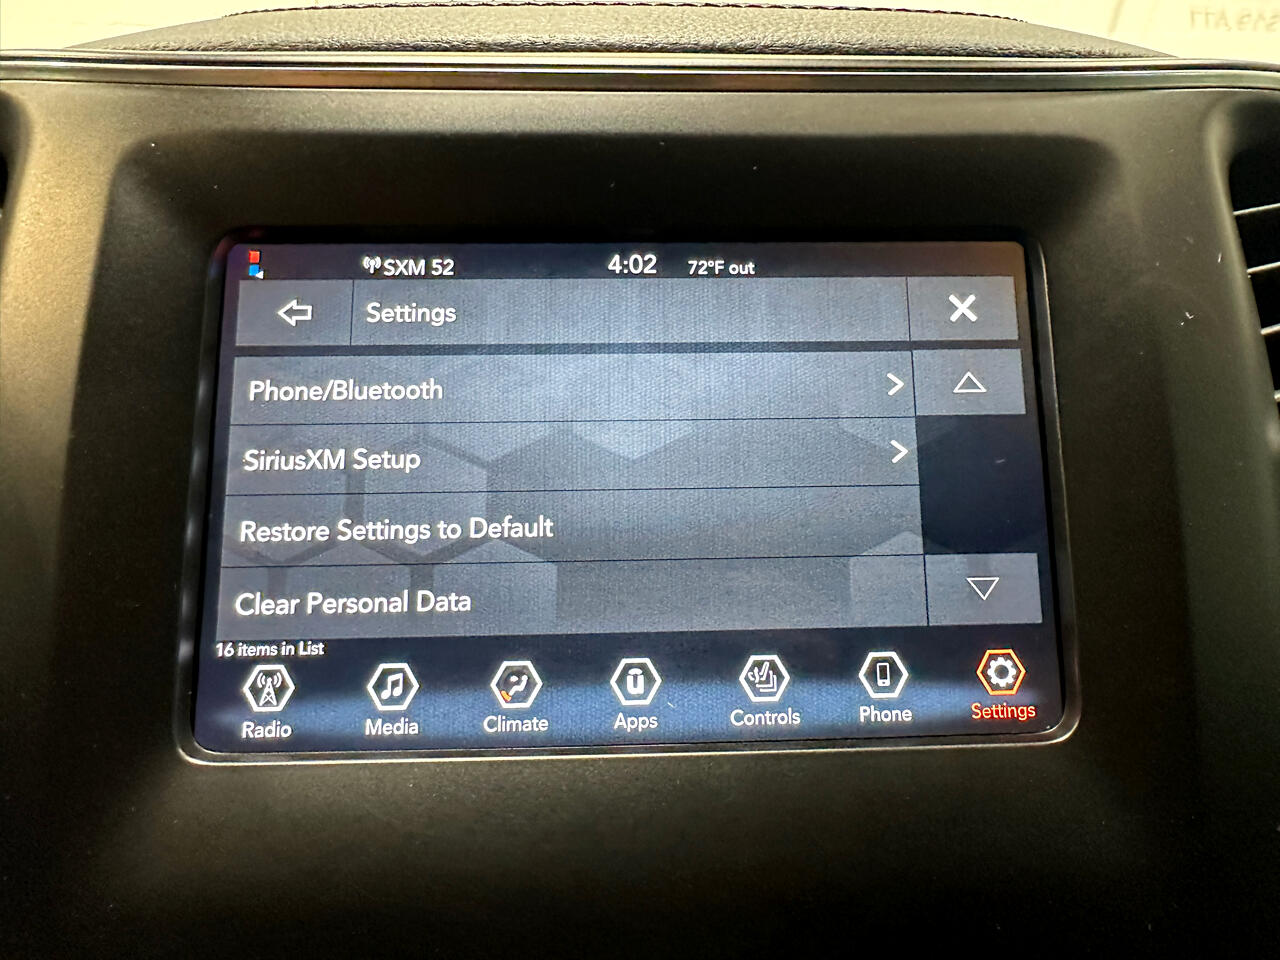 SXM 52 4:02 72°F out
Settings
Phone/Bluetooth
SiriusXM Setup
Restore Settings to Default
Clear Personal Data
16 items in List
Radio Media Climate Apps Controls Phone Settings